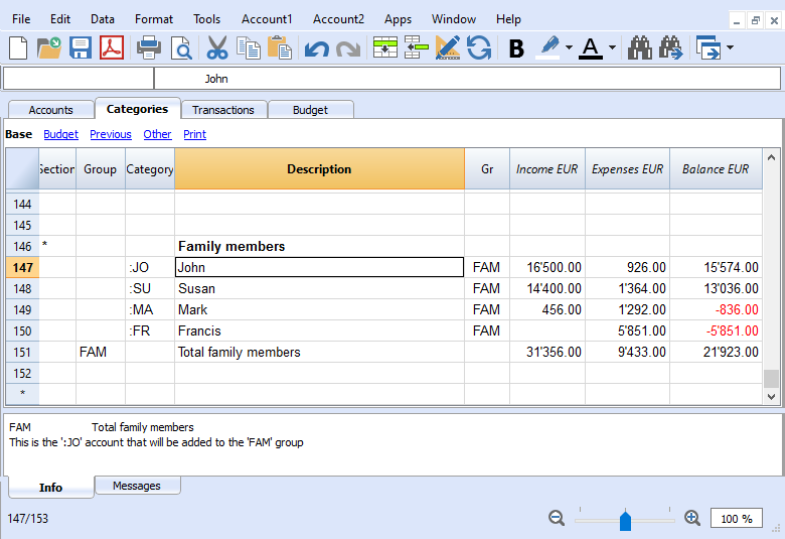 File Edit Data Format Tools Account1 Account2 Apps Window Help
B A
John
Accounts Categories Transactions Budget
Base Budget Previous Other Print
Section Group Category Description Gr Income EUR Expenses EUR Balance EUR
144
145
146 * Family members
147 :JO John FAM 16'500.00 926.00 15'574.00
148 :SU Susan FAM 14'400.00 1'364.00 13'036.00
149 :MA Mark FAM 456.00 1'292.00 -836.00
150 :FR Francis FAM 5'851.00 -5'851.00
151 FAM Total family members 31'356.00 9'433.00 21'923.00
152
*
FAM Total family members
This is the ':JO' account that will be added to the 'FAM' group
Info Messages
147/153 100 %